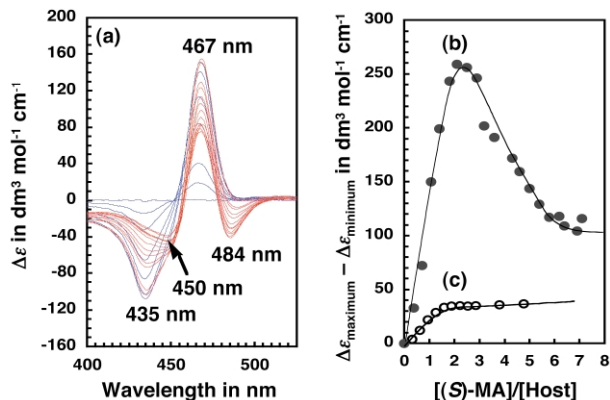 (a)
467 nm
450 nm
484 nm
435 nm
200
160
120
80
40
0
-40
-80
-120
-160
400
450
500
Wavelength in nm
Δε in dm³ mol⁻¹ cm⁻¹
(b)
(c)
300
250
200
150
100
50
0
0 1 2 3 4 5 6 7 8
[(S)-MA]/[Host]
Δεmaximum − Δεminimum in dm³ mol⁻¹ cm⁻¹